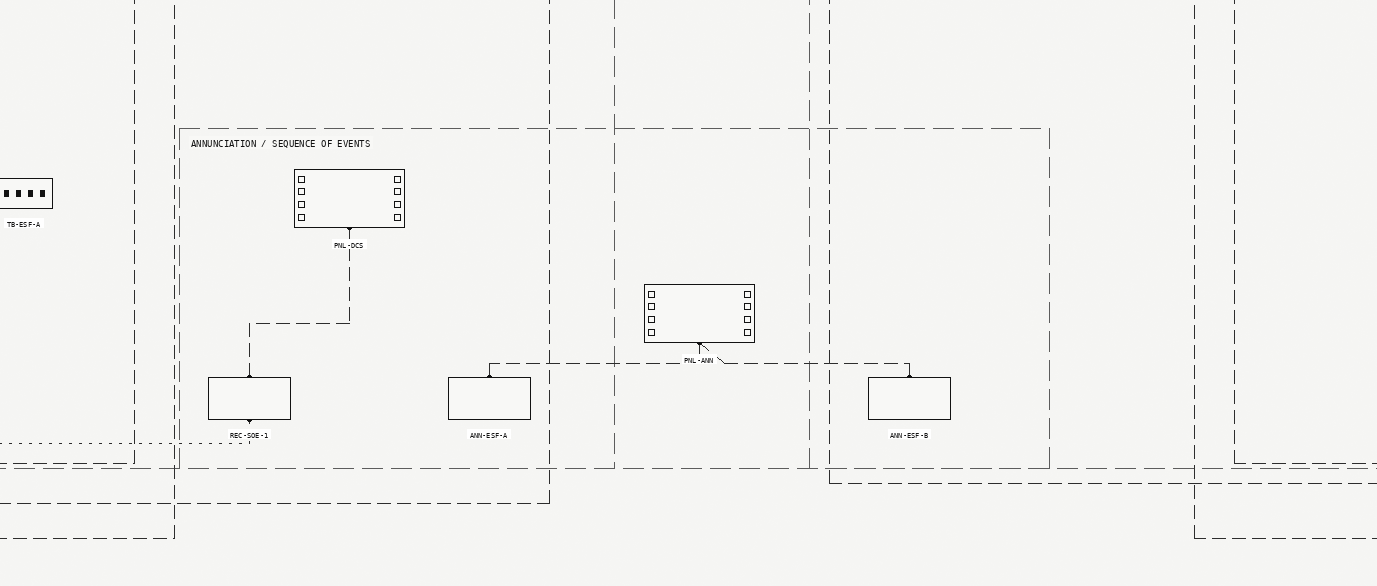 ANNUNCIATION / SEQUENCE OF EVENTS
TB-ESF-A
PNL-DCS
PNL-ANN
REC-SOE-1
ANN-ESF-A
ANN-ESF-B